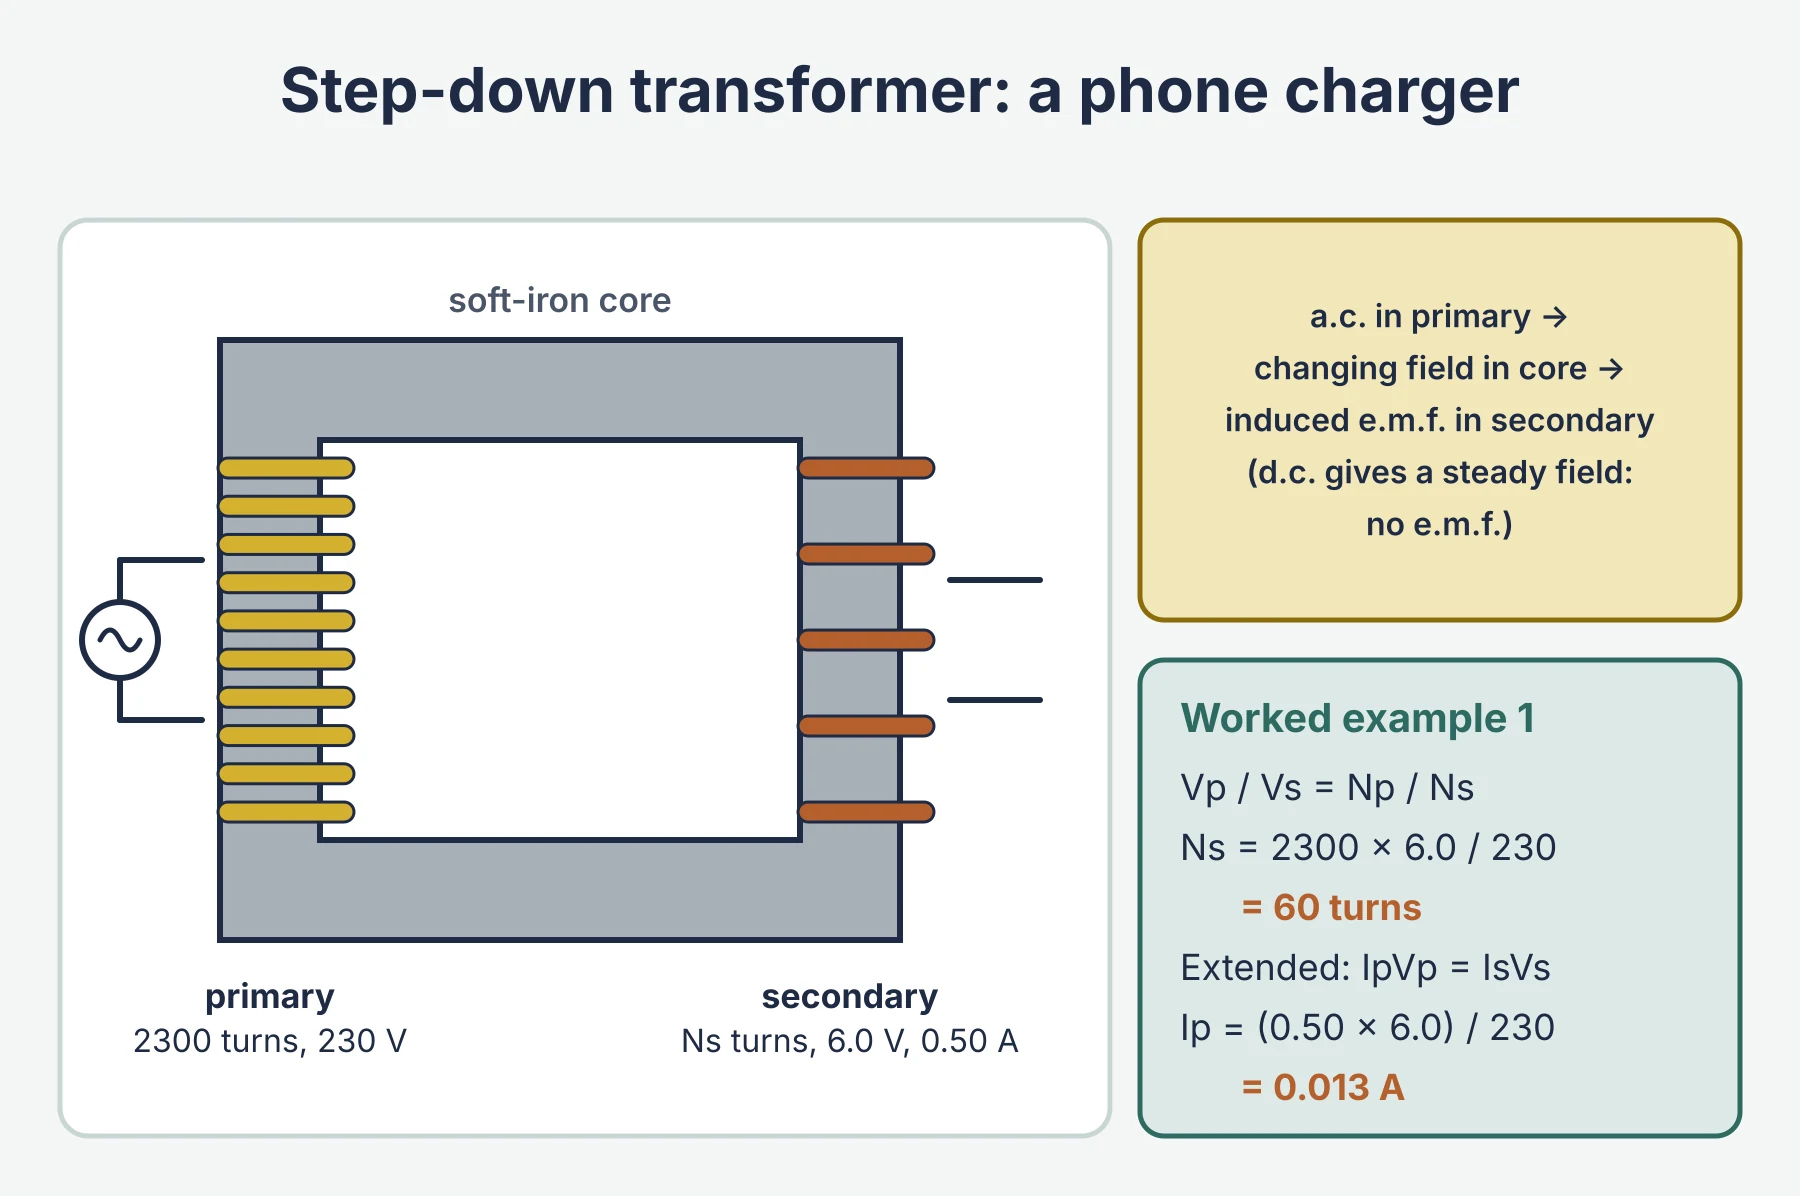 Step-down transformer: a phone charger
soft-iron core
primary
2300 turns, 230 V
secondary
Ns turns, 6.0 V, 0.50 A
a.c. in primary →
changing field in core →
induced e.m.f. in secondary
(d.c. gives a steady field:
no e.m.f.)
Worked example 1
Vp / Vs = Np / Ns
Ns = 2300 × 6.0 / 230
= 60 turns
Extended: IpVp = IsVs
Ip = (0.50 × 6.0) / 230
= 0.013 A